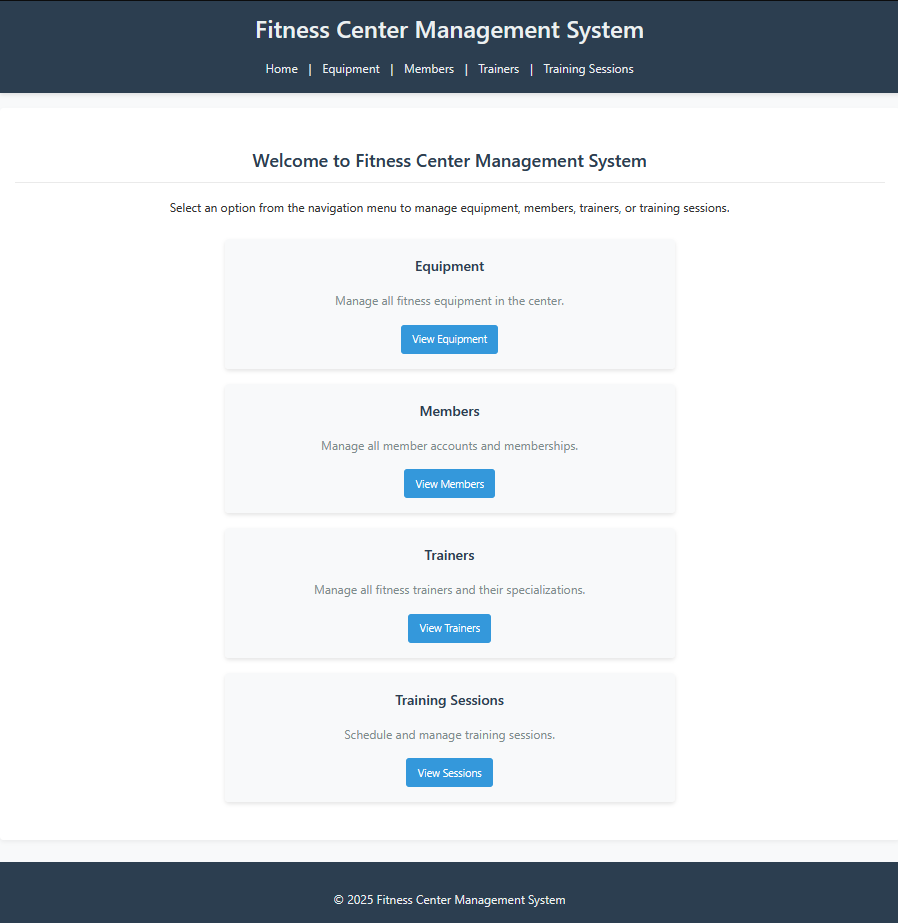 Fitness Center Management System
Home | Equipment | Members | Trainers | Training Sessions
Welcome to Fitness Center Management System
Select an option from the navigation menu to manage equipment, members, trainers, or training sessions.
Equipment
Manage all fitness equipment in the center.
View Equipment
Members
Manage all member accounts and memberships.
View Members
Trainers
Manage all fitness trainers and their specializations.
View Trainers
Training Sessions
Schedule and manage training sessions.
View Sessions
© 2025 Fitness Center Management System